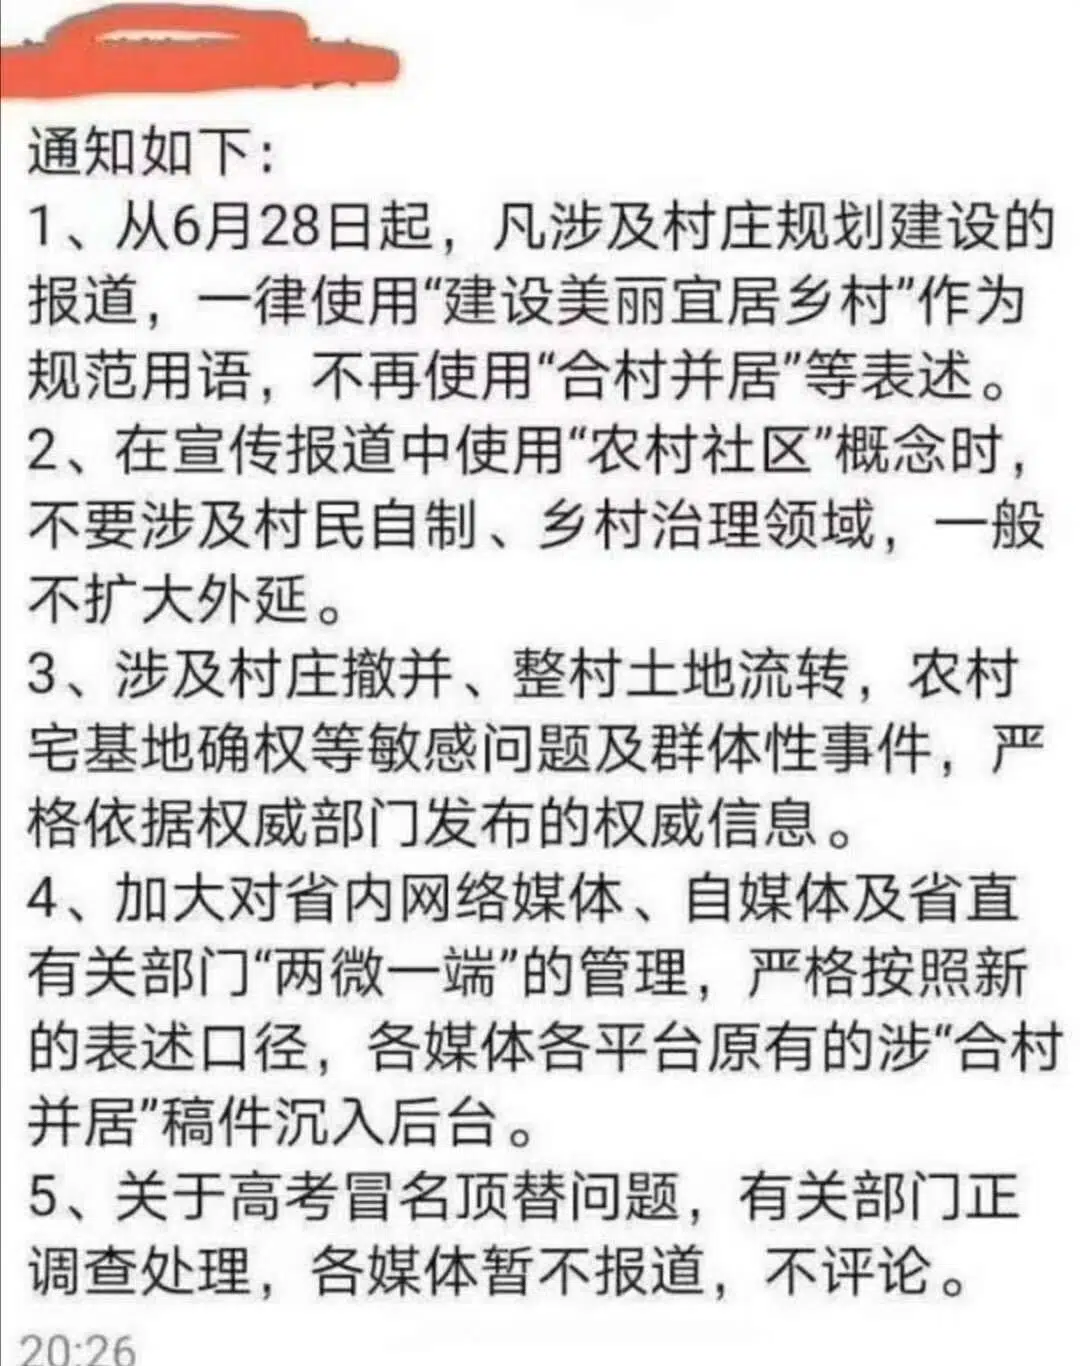 通知如下：
1、从6月28日起，凡涉及村庄规划建设的
报道，一律使用“建设美丽宜居乡村”作为
规范用语，不再使用“合村并居”等表述。
2、在宣传报道中使用“农村社区”概念时，
不要涉及村民自制、乡村治理领域，一般
不扩大外延。
3、涉及村庄撤并、整村土地流转，农村
宅基地确权等敏感问题及群体性事件，严
格依据权威部门发布的权威信息。
4、加大对省内网络媒体、自媒体及省直
有关部门“两微一端”的管理，严格按照新
的表述口径，各媒体各平台原有的涉“合村
并居”稿件沉入后台。
5、关于高考冒名顶替问题，有关部门正
调查处理，各媒体暂不报道，不评论。
20:26